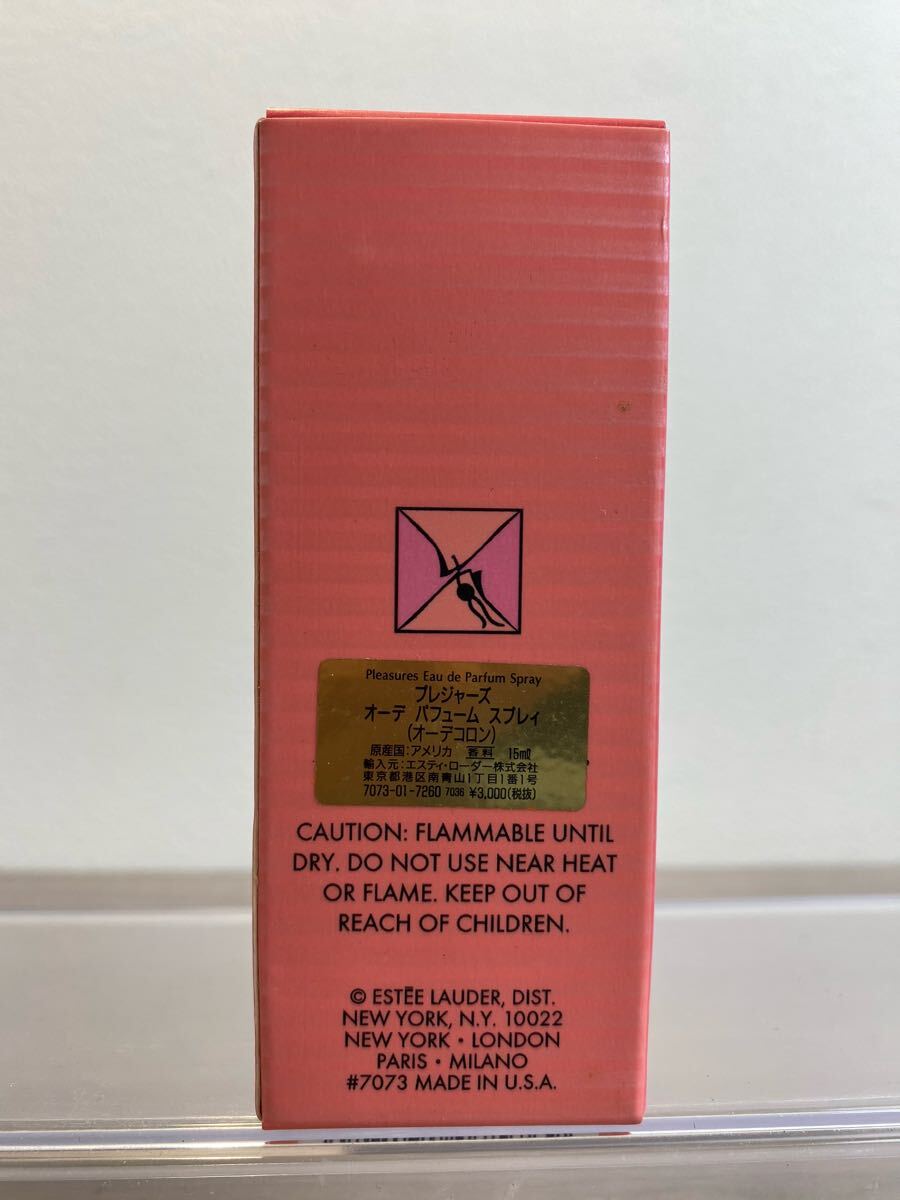 Pleasures Eau de Parfum Spray
プレジャーズ
オーデ パフューム スプレィ
(オーデコロン)
原産国:アメリカ 香料 15mℓ
輸入元:エスティ・ローダー株式会社
東京都港区南青山1丁目1番1号
7073-01-7260 7036 ¥3,000(税抜)
CAUTION: FLAMMABLE UNTIL
DRY. DO NOT USE NEAR HEAT
OR FLAME. KEEP OUT OF
REACH OF CHILDREN.
© ESTĒE LAUDER, DIST.
NEW YORK, N.Y. 10022
NEW YORK · LONDON
PARIS · MILANO
#7073 MADE IN U.S.A.